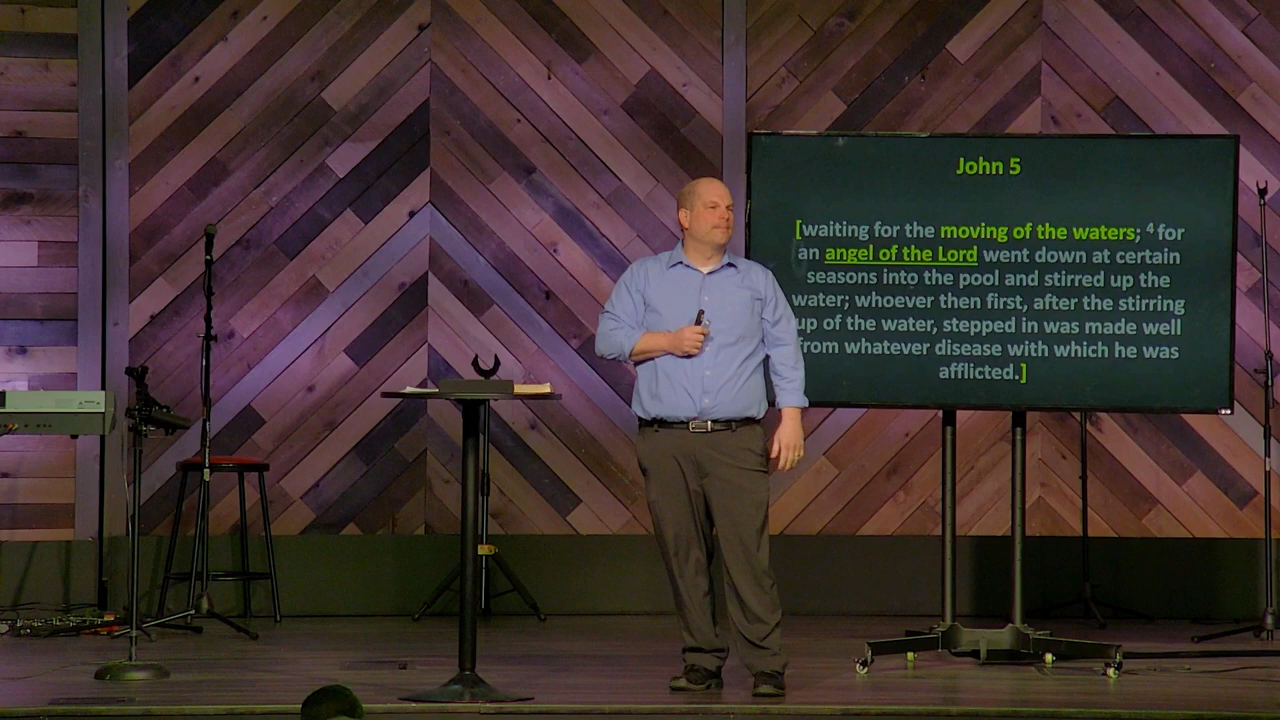 John 5
[waiting for the moving of the waters; 4 for
an angel of the Lord went down at certain
seasons into the pool and stirred up the
water; whoever then first, after the stirring
up of the water, stepped in was made well
from whatever disease with which he was
afflicted.]